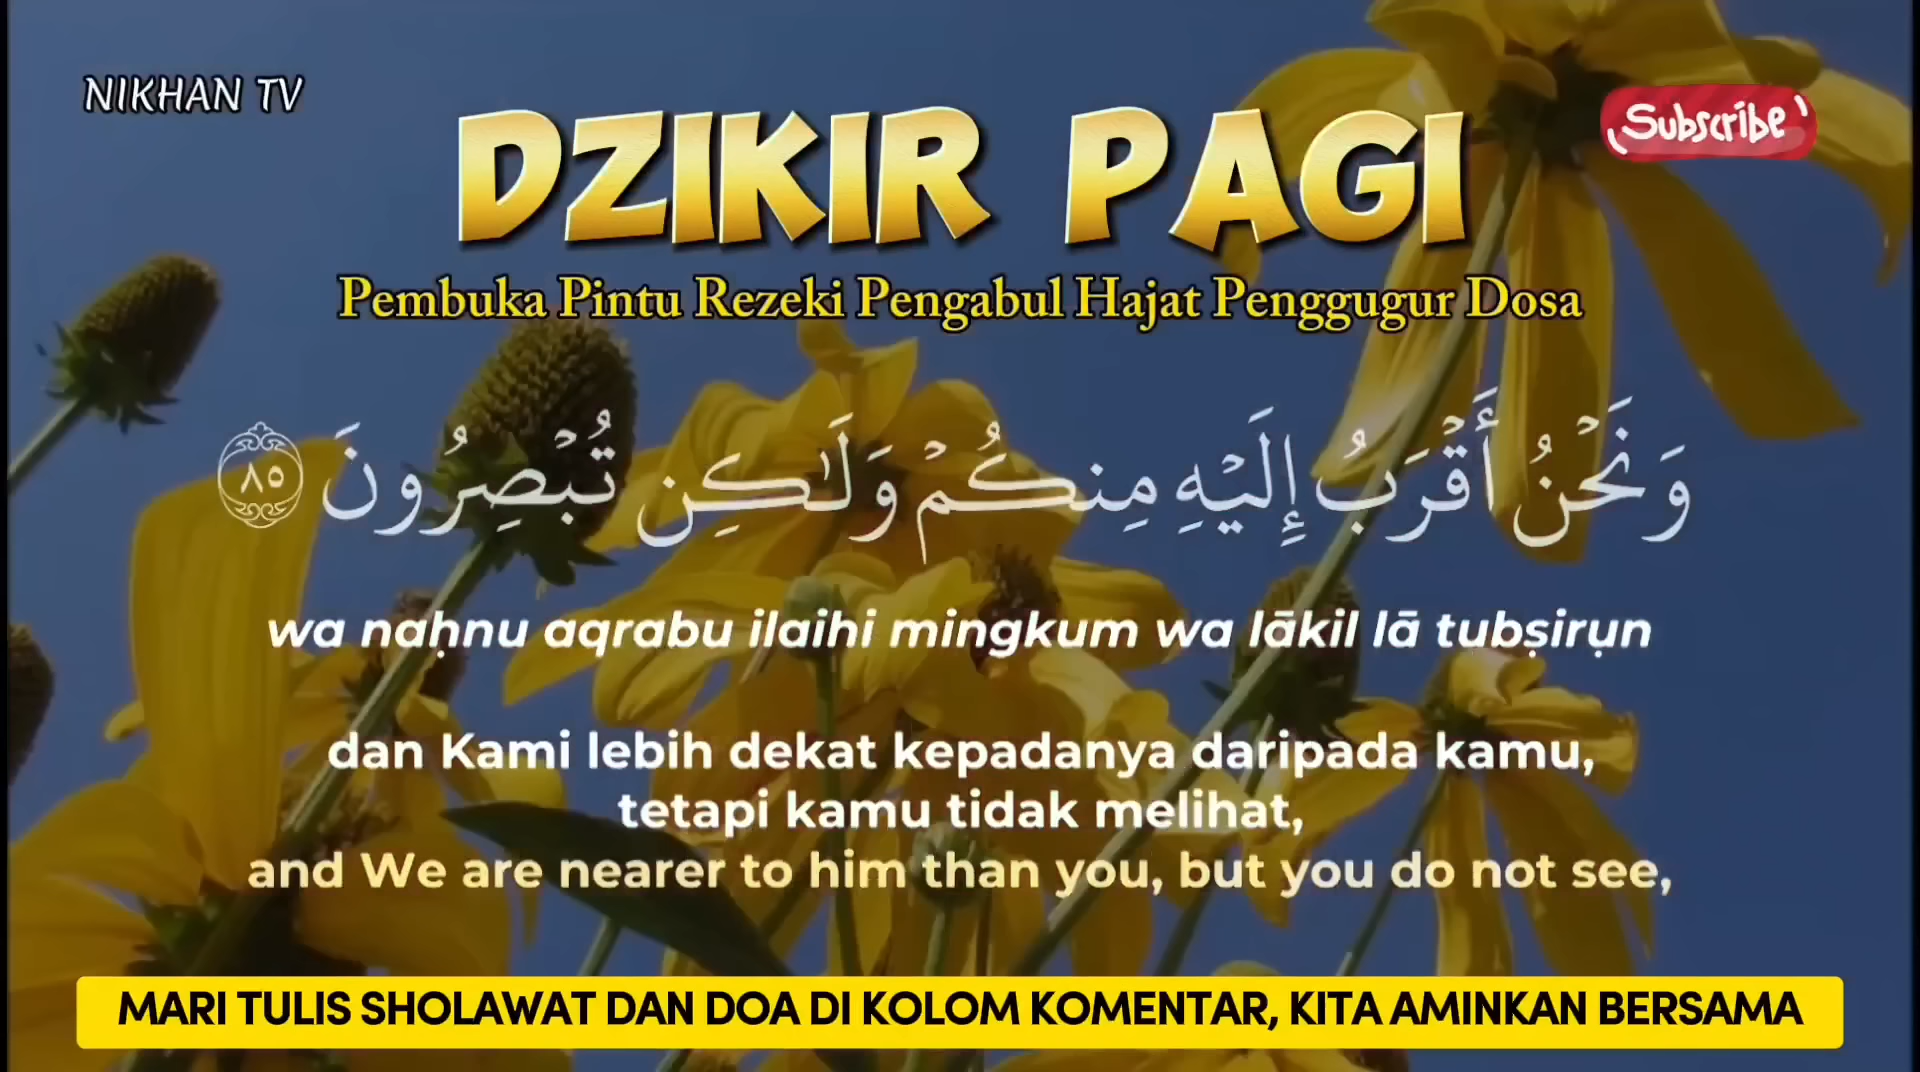 NIKHAN TV
DZIKIR PAGI
Subscribe
Pembuka Pintu Rezeki Pengabul Hajat Penggugur Dosa
وَنَحْنُ أَقْرَبُ إِلَيْهِ مِنكُمْ وَلَٰكِن تُبْصِرُونَ ٨٥
wa naḥnu aqrabu ilaihi mingkum wa lākil lā tubṣirụn
dan Kami lebih dekat kepadanya daripada kamu,
tetapi kamu tidak melihat,
and We are nearer to him than you, but you do not see,
MARI TULIS SHOLAWAT DAN DOA DI KOLOM KOMENTAR, KITA AMINKAN BERSAMA